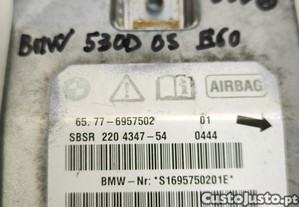 BMW 530D 05 E60
AIRBAG
65. 77 - 6957502 01
SBSR 220 4347-54 0444
BMW-Nr: *S1695750201E*
CustoJusto.pt